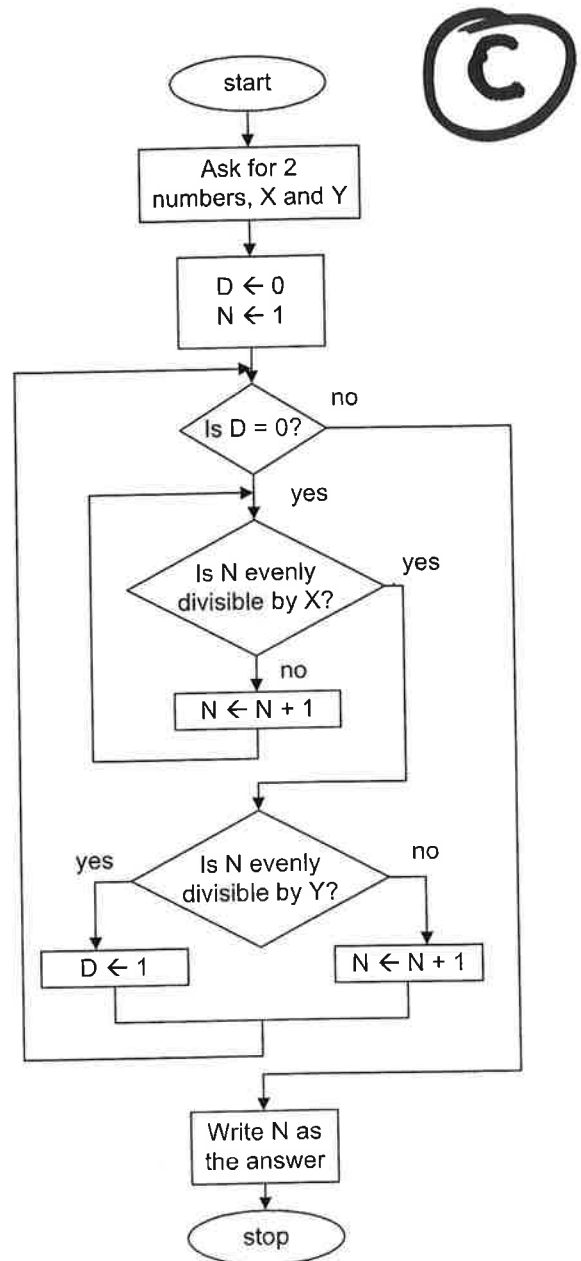 C
start
Ask for 2
numbers, X and Y
D ← 0
N ← 1
Is D = 0?
no
yes
Is N evenly
divisible by X?
yes
no
N ← N + 1
Is N evenly
divisible by Y?
yes
no
D ← 1
N ← N + 1
Write N as
the answer
stop